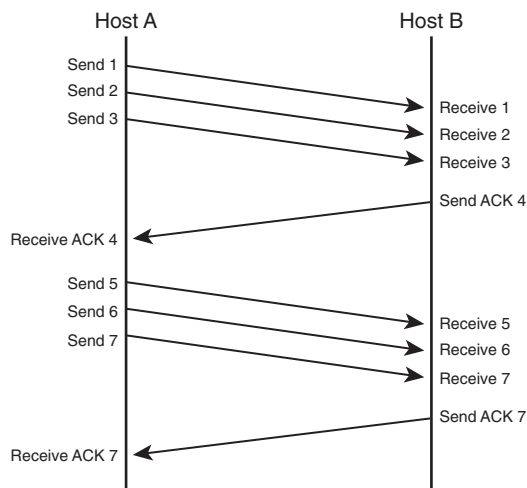 Host A
Host B
Send 1
Send 2
Send 3
Receive 1
Receive 2
Receive 3
Send ACK 4
Receive ACK 4
Send 5
Send 6
Send 7
Receive 5
Receive 6
Receive 7
Send ACK 7
Receive ACK 7